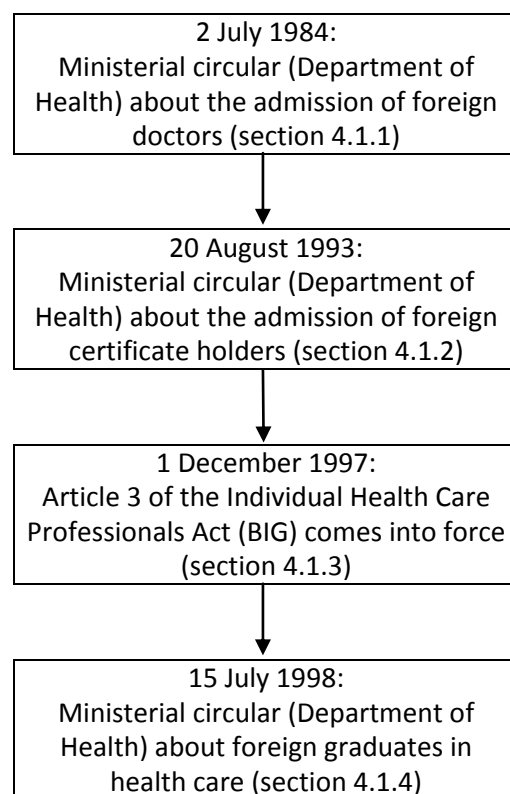 2 July 1984:
Ministerial circular (Department of
Health) about the admission of foreign
doctors (section 4.1.1)
20 August 1993:
Ministerial circular (Department of
Health) about the admission of foreign
certificate holders (section 4.1.2)
1 December 1997:
Article 3 of the Individual Health Care
Professionals Act (BIG) comes into force
(section 4.1.3)
15 July 1998:
Ministerial circular (Department of
Health) about foreign graduates in
health care (section 4.1.4)